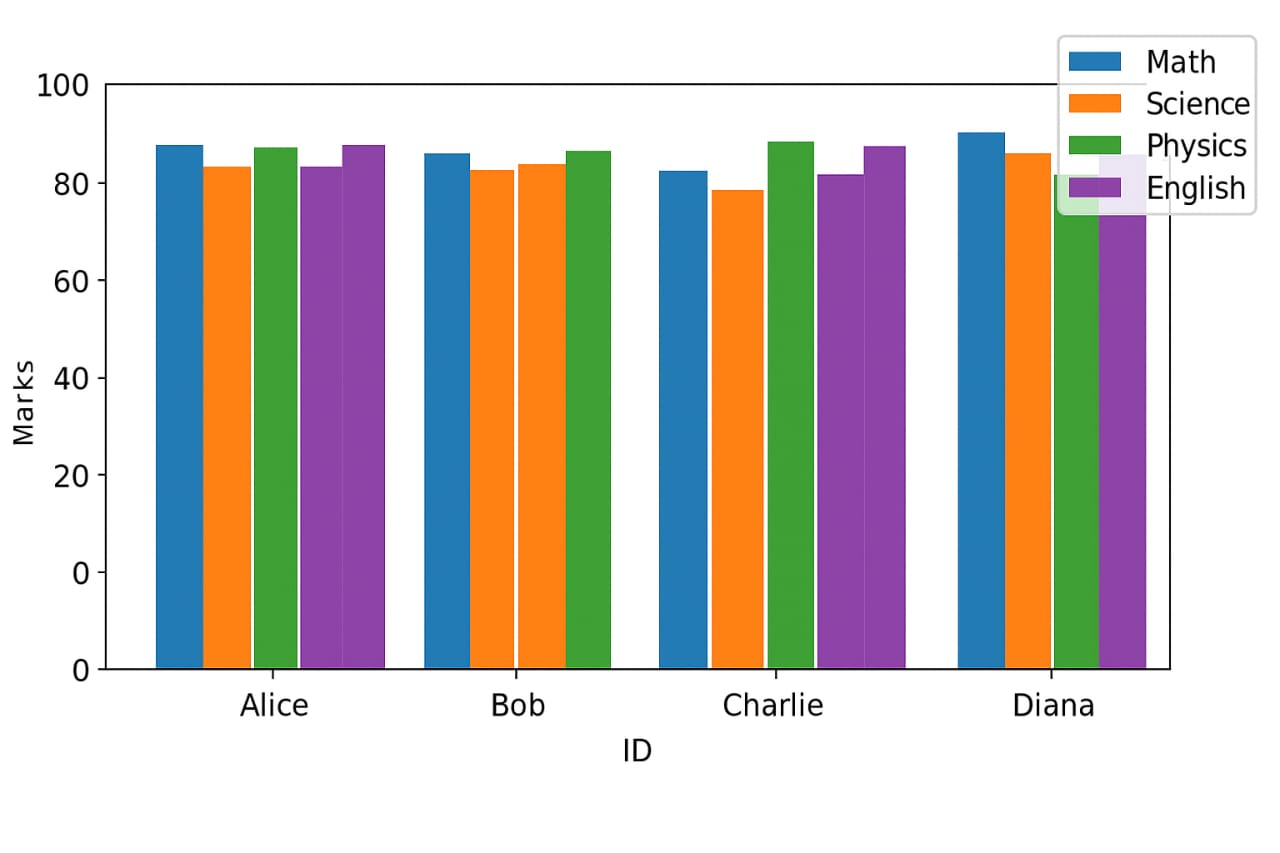 Math
Science
Physics
English
100
80
60
40
20
0
0
Marks
Alice Bob Charlie Diana
ID